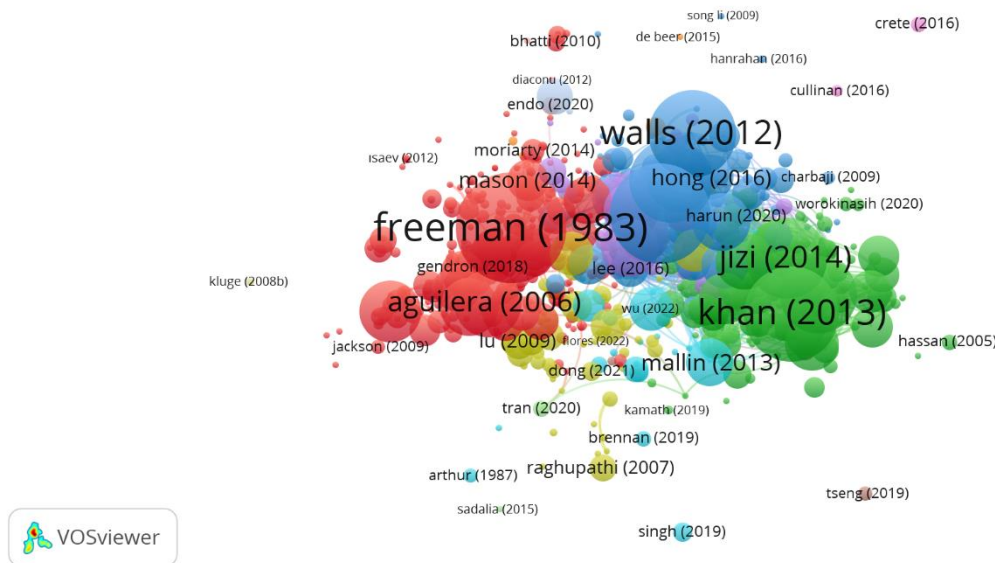 song li (2009)
crete (2016)
bhatti (2010)
de beer (2015)
hanrahan (2016)
diaconu (2012)
cullinan (2016)
endo (2020)
walls (2012)
moriarty (2014)
isaev (2012)
mason (2014)
hong (2016)
charbaji (2009)
worokinasih (2020)
harun (2020)
freeman (1983)
jizi (2014)
gendron (2018)
lee (2016)
kluge (2008b)
aguilera (2006)
wu (2022)
khan (2013)
lu (2009)
flores (2022)
jackson (2009)
hassan (2005)
mallin (2013)
dong (2021)
tran (2020)
kamath (2019)
brennan (2019)
raghupathi (2007)
arthur (1987)
tseng (2019)
sadalia (2015)
singh (2019)
VOSviewer